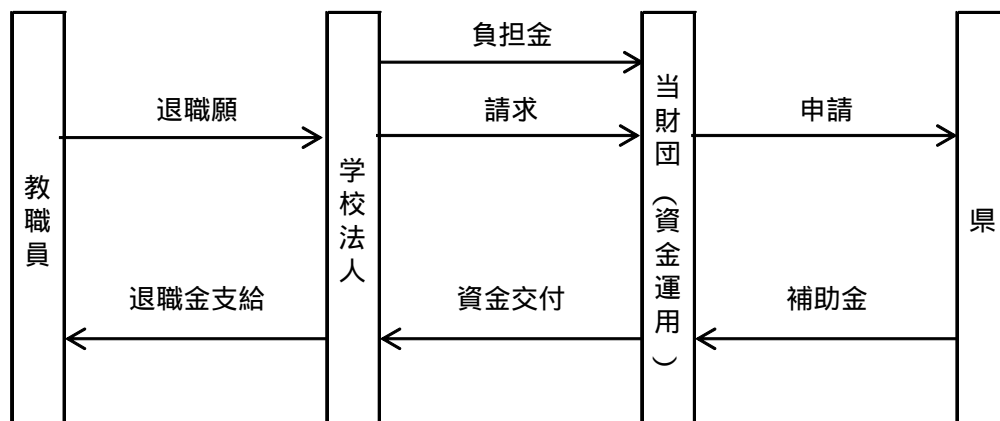 負担金
退職願
請求
申請
教職員
学校法人
当財団（資金運用）
県
退職金支給
資金交付
補助金